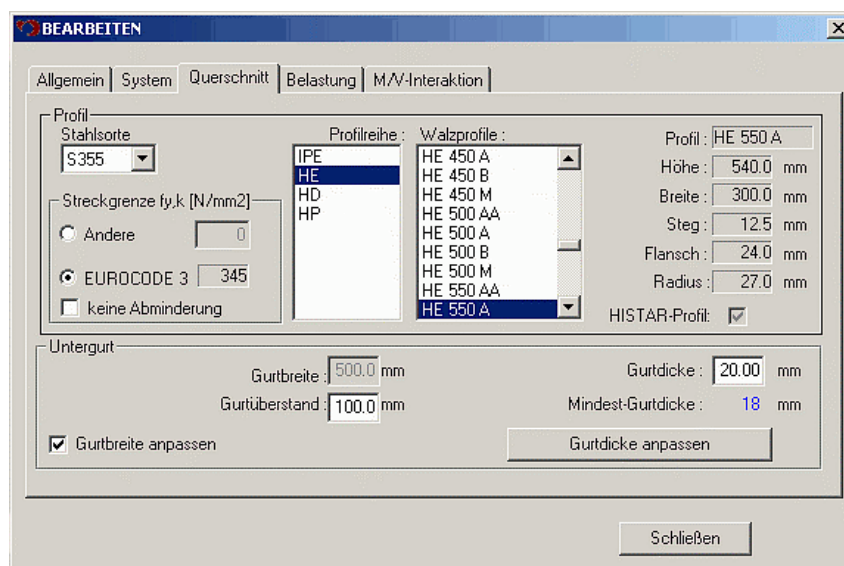 BEARBEITEN
Allgemein System Querschnitt Belastung M/V-Interaktion
Profil
Stahlsorte
S355
Streckgrenze fy,k [N/mm2]
Andere 0
EUROCODE 3 345
keine Abminderung
Profilreihe :
IPE
HE
HD
HP
Walzprofile :
HE 450 A
HE 450 B
HE 450 M
HE 500 AA
HE 500 A
HE 500 B
HE 500 M
HE 550 AA
HE 550 A
Profil : HE 550 A
Höhe : 540.0 mm
Breite : 300.0 mm
Steg : 12.5 mm
Flansch : 24.0 mm
Radius : 27.0 mm
HISTAR-Profil:
Untergurt
Gurtbreite : 500.0 mm
Gurtüberstand : 100.0 mm
Gurtbreite anpassen
Gurtdicke : 20.00 mm
Mindest-Gurtdicke : 18 mm
Gurtdicke anpassen
Schließen